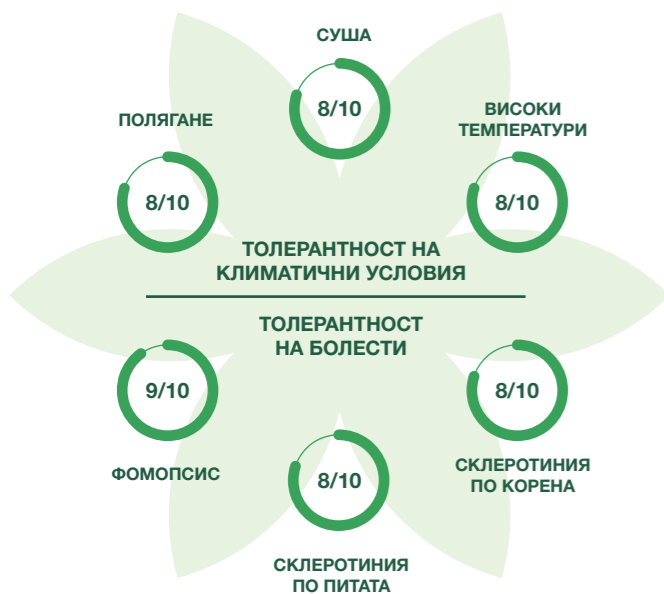 СУША
8/10
ПОЛЯГАНЕ
8/10
ВИСОКИ
ТЕМПЕРАТУРИ
8/10
ТОЛЕРАНТНОСТ НА
КЛИМАТИЧНИ УСЛОВИЯ
ТОЛЕРАНТНОСТ
НА БОЛЕСТИ
9/10
ФОМОПСИС
8/10
СКЛЕРОТИНИЯ
ПО ПИТАТА
8/10
СКЛЕРОТИНИЯ
ПО КОРЕНА